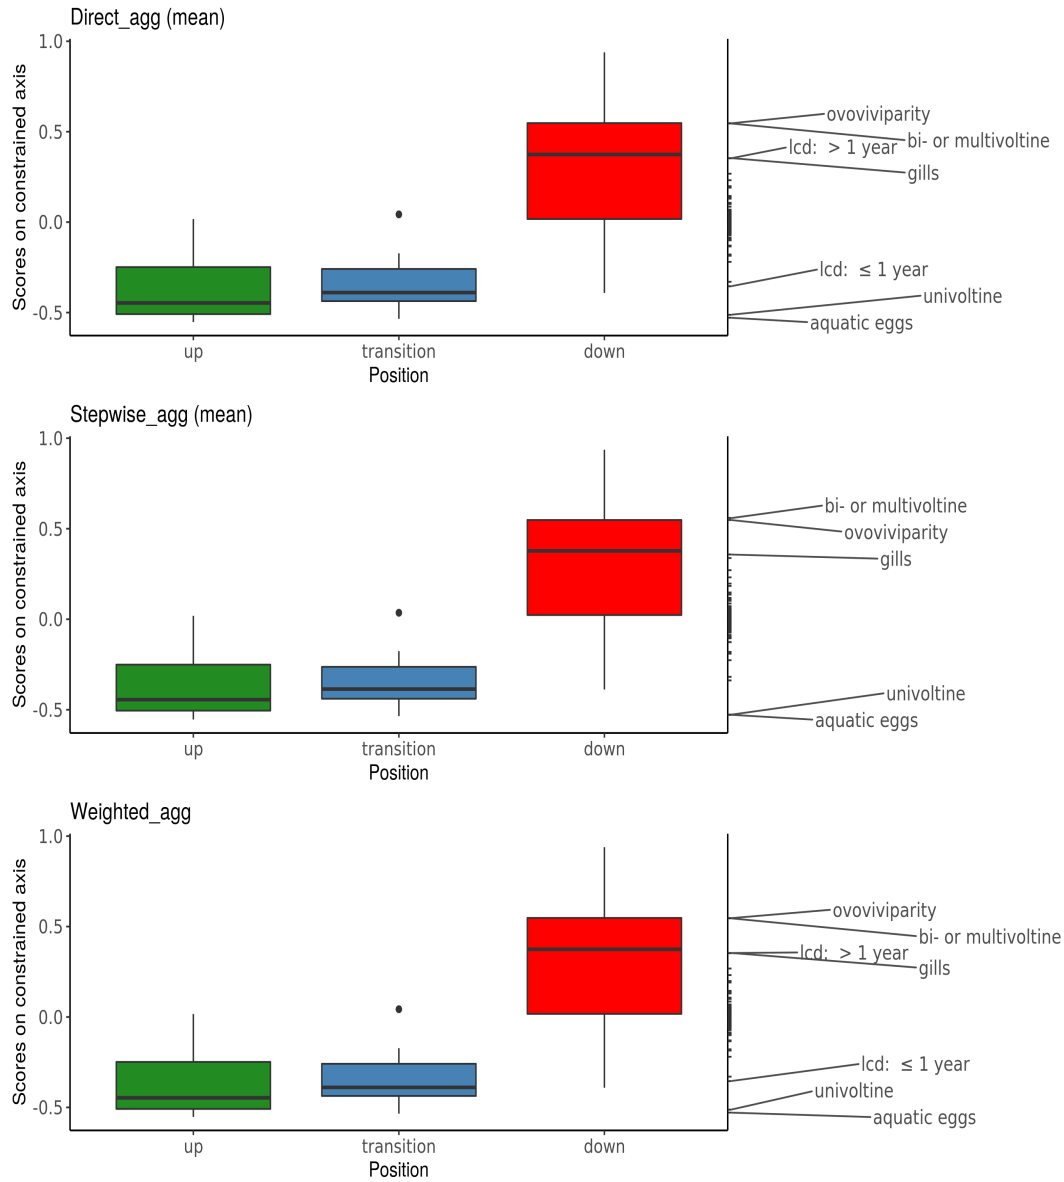 Direct_agg (mean)
Scores on constrained axis
1.0
0.5
0.0
-0.5
up
transition
down
Position
ovoviviparity
bi- or multivoltine
lcd:  > 1 year
gills
lcd:  ≤ 1 year
univoltine
aquatic eggs
Stepwise_agg (mean)
Scores on constrained axis
1.0
0.5
0.0
-0.5
up
transition
down
Position
bi- or multivoltine
ovoviviparity
gills
univoltine
aquatic eggs
Weighted_agg
Scores on constrained axis
1.0
0.5
0.0
-0.5
up
transition
down
Position
ovoviviparity
bi- or multivoltine
lcd:  > 1 year
gills
lcd:  ≤ 1 year
univoltine
aquatic eggs